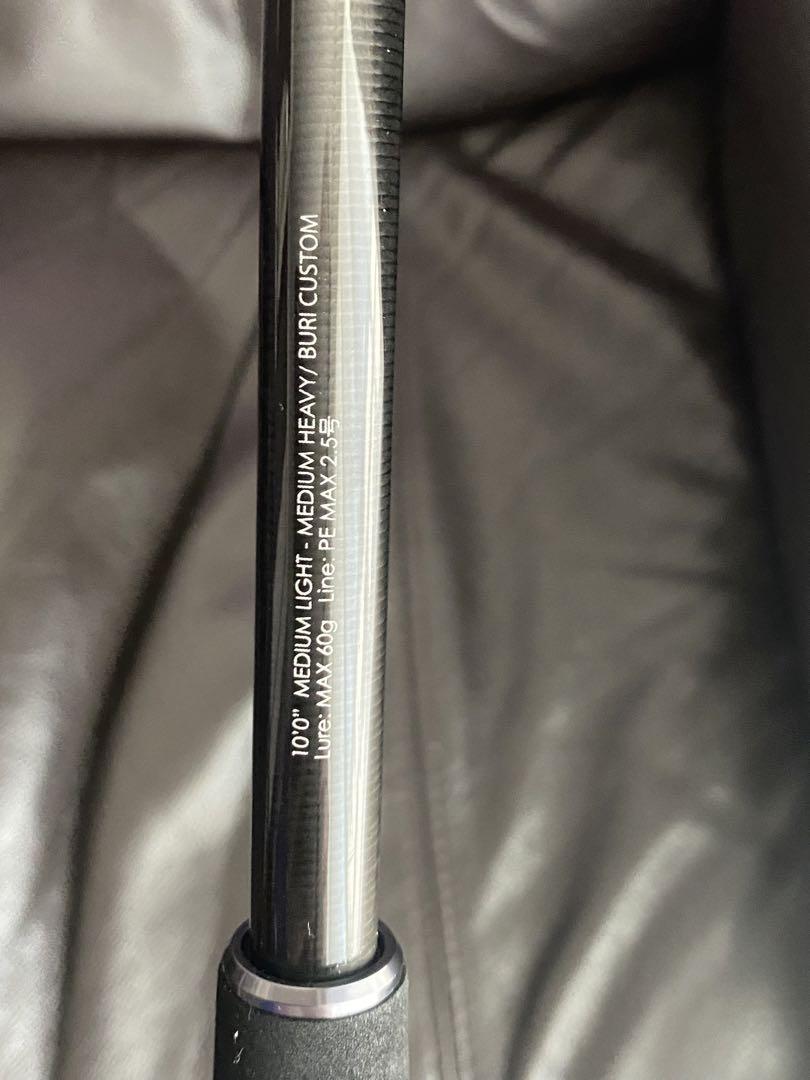 10'0" MEDIUM LIGHT - MEDIUM HEAVY/ BURI CUSTOM
Lure: MAX 60g Line: PE MAX 2.5号